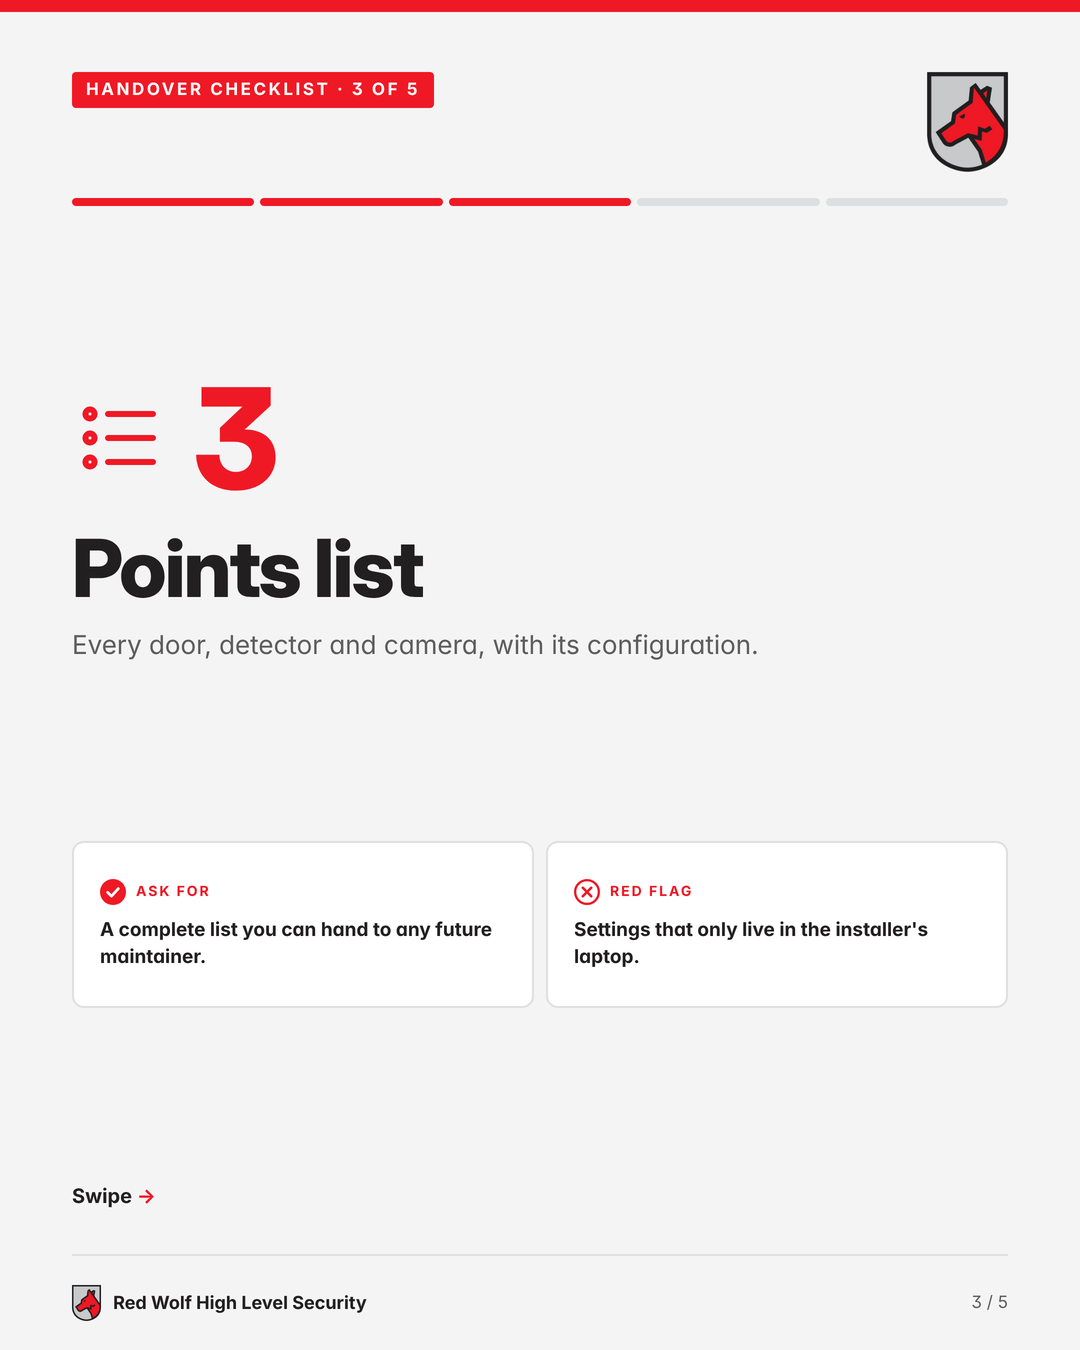 HANDOVER CHECKLIST · 3 OF 5
3
Points list
Every door, detector and camera, with its configuration.
ASK FOR
A complete list you can hand to any future
maintainer.
RED FLAG
Settings that only live in the installer's
laptop.
Swipe →
Red Wolf High Level Security
3 / 5